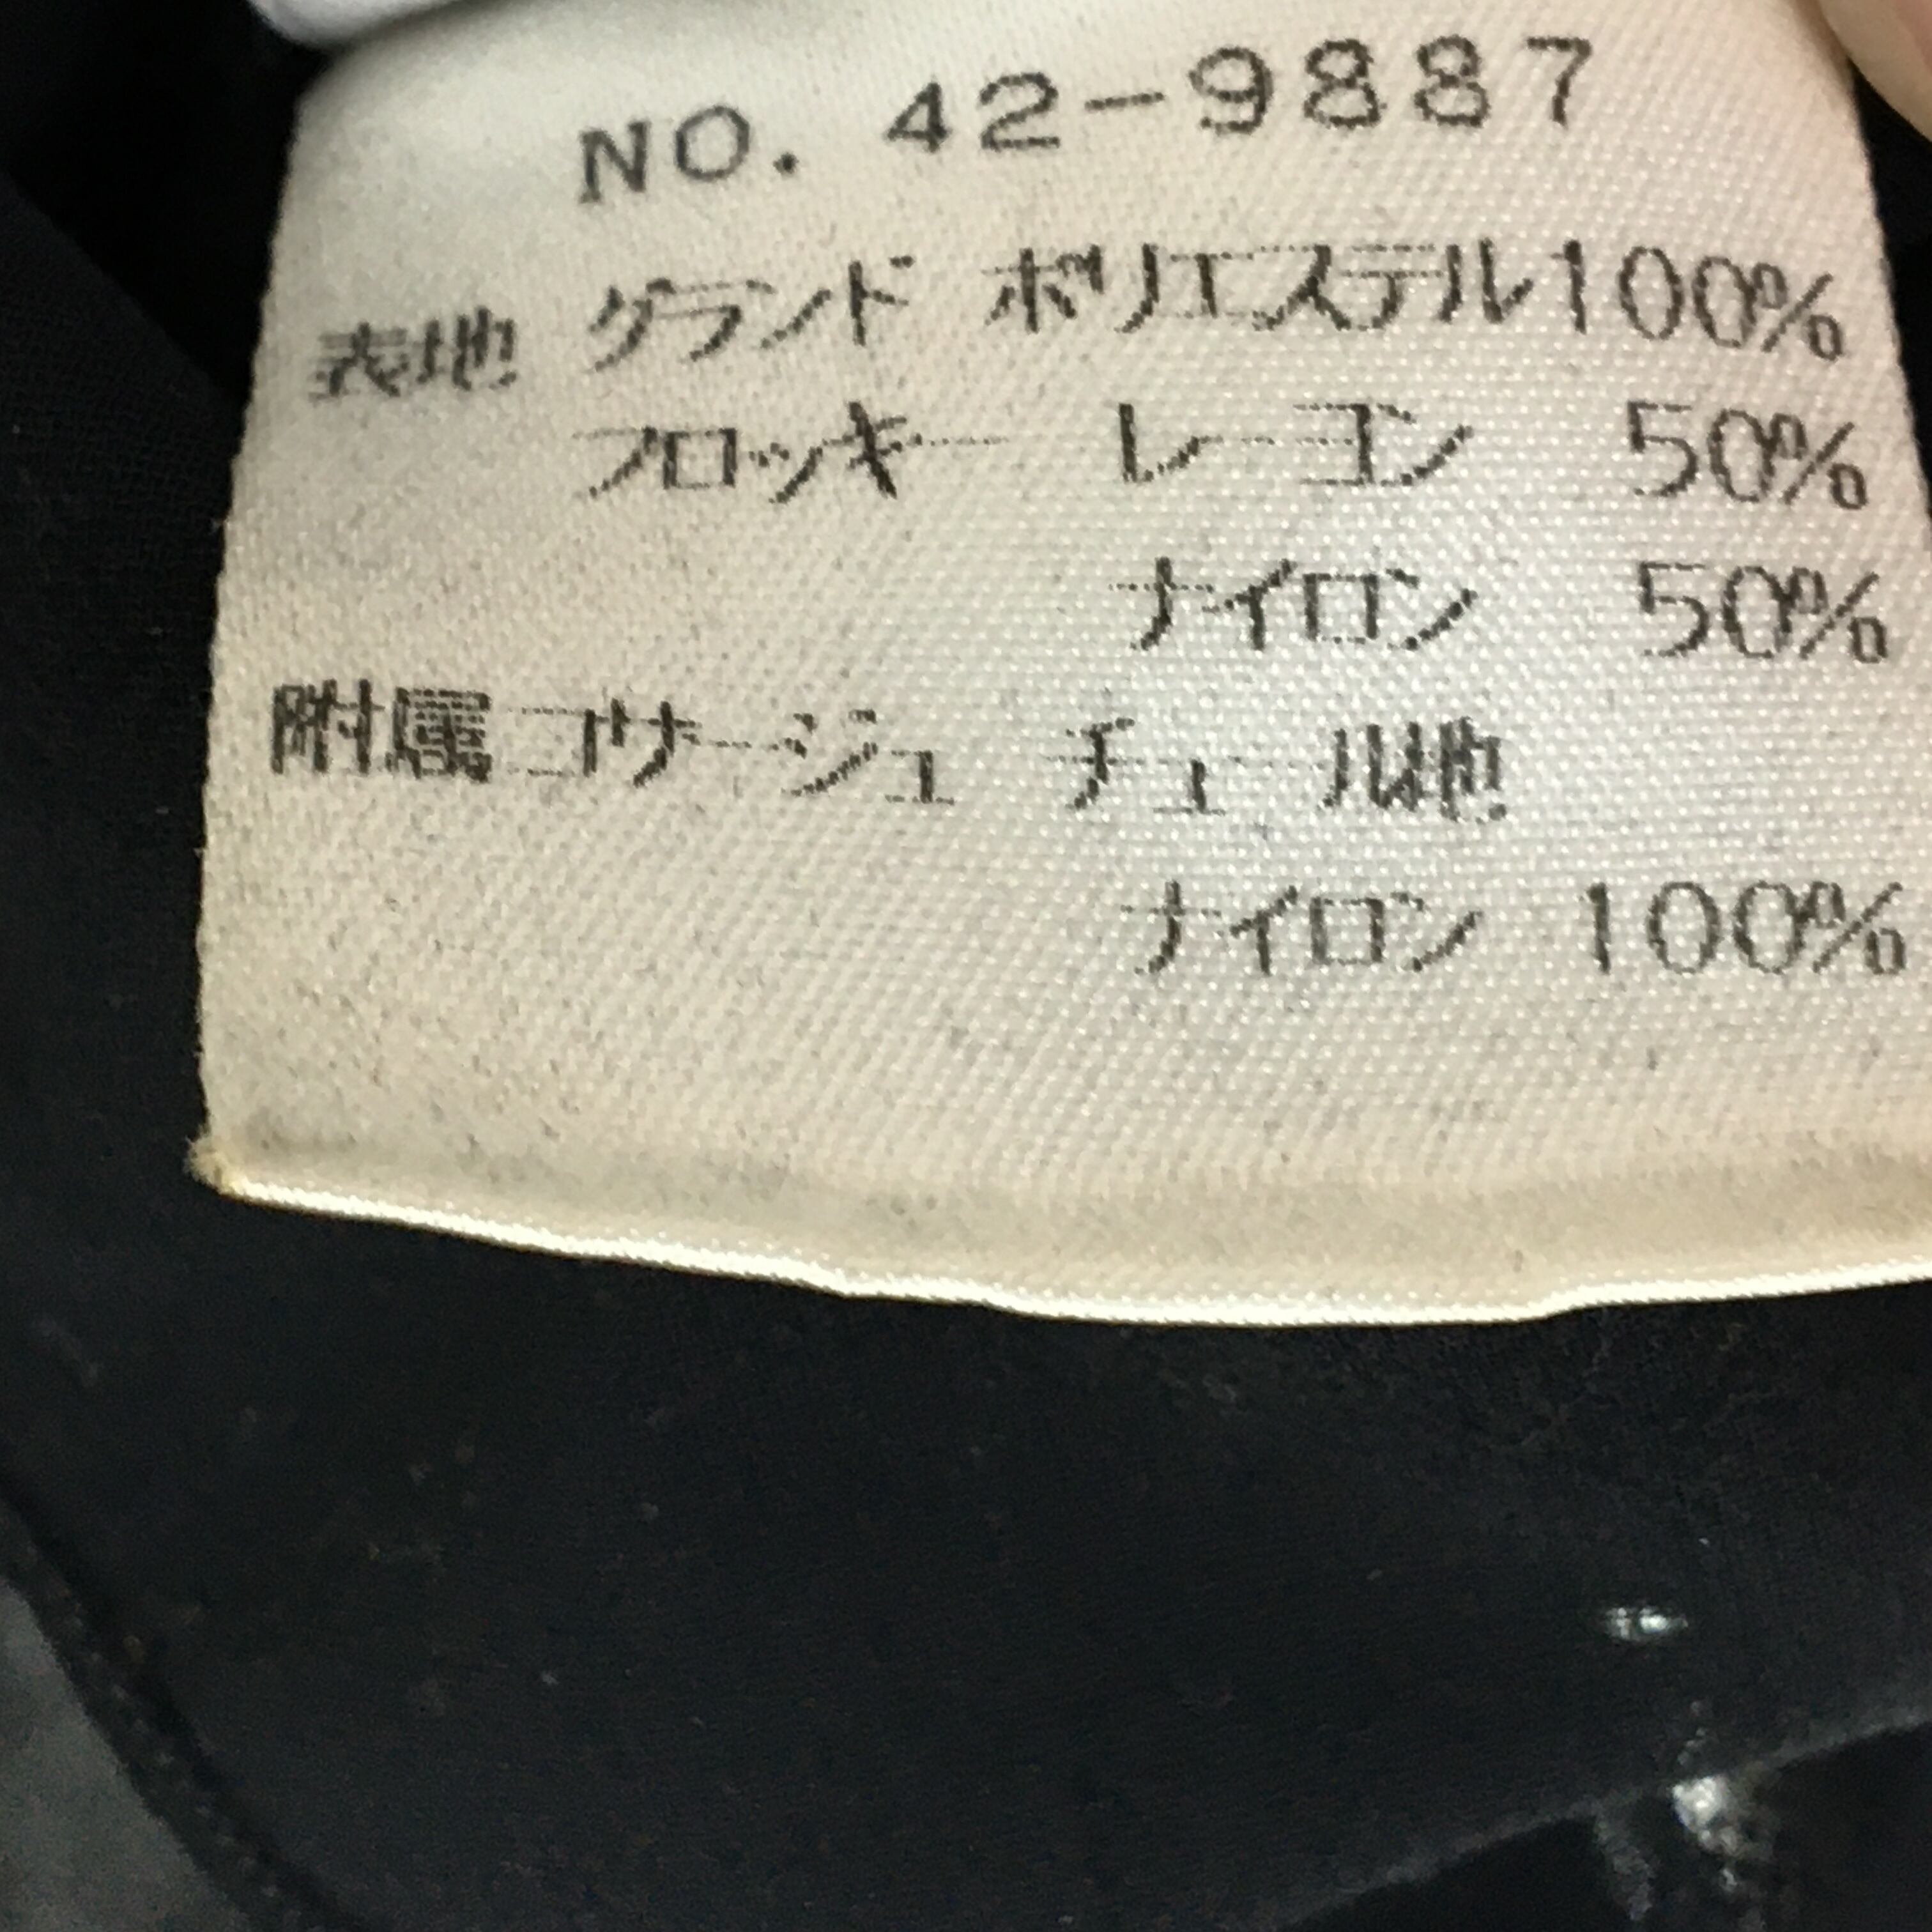 NO. 42-9887
表地 グランド ポリエステル100%
フロッキー レーヨン 50%
ナイロン 50%
附属コサージュ チュール地
ナイロン 100%